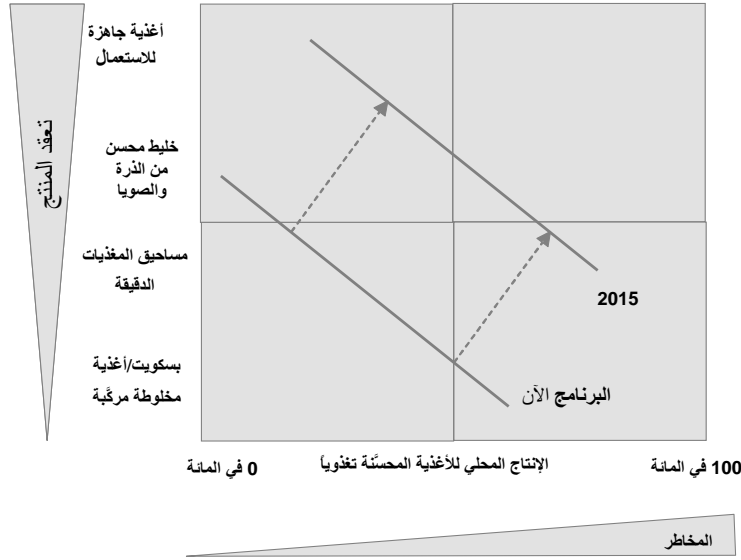 أغذية جاهزة
للاستعمال
تعقد المنتج
خليط محسن
من الذرة
والصويا
مساحيق المغذيات
الدقيقة
2015
بسكويت/أغذية
مخلوطة مركَّبة
البرنامج الآن
0 في المائة
الإنتاج المحلي للأغذية المحسَّنة تغذوياً
100 في المائة
المخاطر